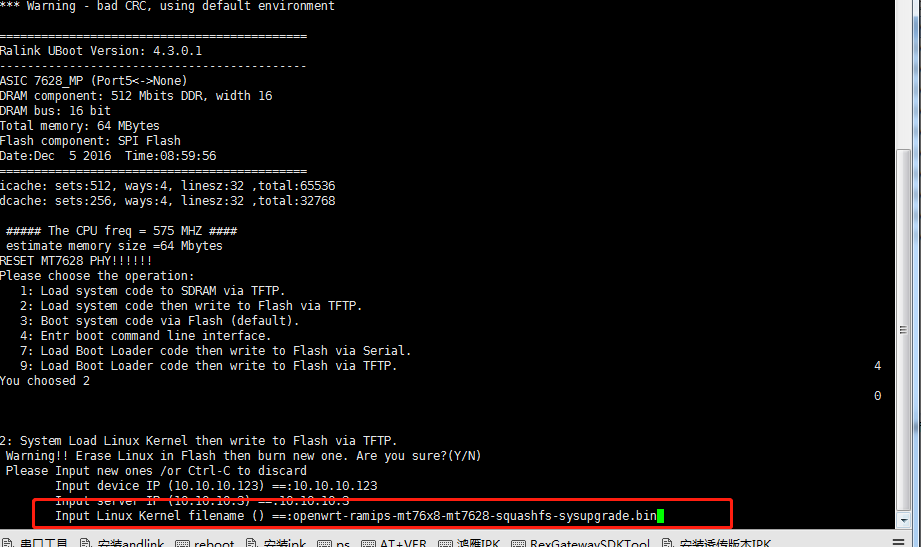 *** Warning - bad CRC, using default environment
============================================
Ralink UBoot Version: 4.3.0.1
--------------------------------------------
ASIC 7628_MP (Port5<->None)
DRAM component: 512 Mbits DDR, width 16
DRAM bus: 16 bit
Total memory: 64 MBytes
Flash component: SPI Flash
Date:Dec  5 2016  Time:08:59:56
============================================
icache: sets:512, ways:4, linesz:32 ,total:65536
dcache: sets:256, ways:4, linesz:32 ,total:32768
##### The CPU freq = 575 MHZ ####
estimate memory size =64 Mbytes
RESET MT7628 PHY!!!!!!
Please choose the operation:
1: Load system code to SDRAM via TFTP.
2: Load system code then write to Flash via TFTP.
3: Boot system code via Flash (default).
4: Entr boot command line interface.
7: Load Boot Loader code then write to Flash via Serial.
9: Load Boot Loader code then write to Flash via TFTP.
4
You choosed 2
0
2: System Load Linux Kernel then write to Flash via TFTP.
Warning!! Erase Linux in Flash then burn new one. Are you sure?(Y/N)
Please Input new ones /or Ctrl-C to discard
Input device IP (10.10.10.123) ==:10.10.10.123
Input server IP (10.10.10.3) ==:10.10.10.3
Input Linux Kernel filename () ==:openwrt-ramips-mt76x8-mt7628-squashfs-sysupgrade.bin
串口工具 安装andlink reboot 安装ipk ps AT+VER 鸿雁IPK RexGatewaySDKTool 安装透传版本IPK